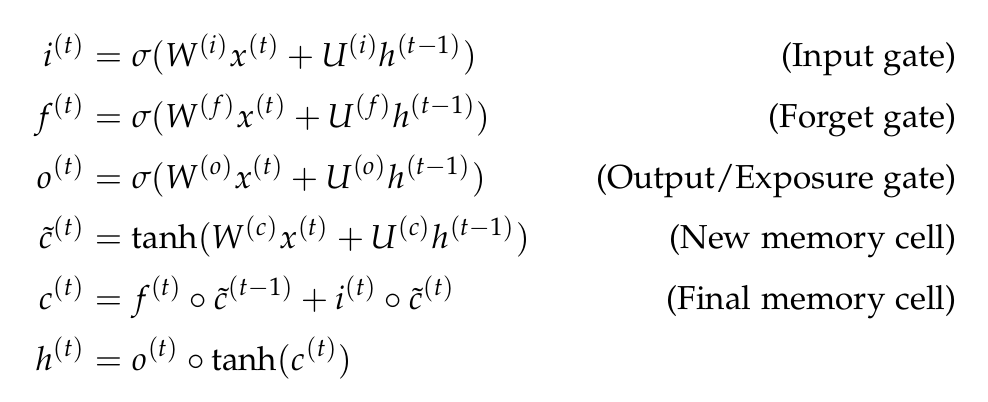 i^{(t)} = σ(W^{(i)}x^{(t)} + U^{(i)}h^{(t−1)}) (Input gate)
f^{(t)} = σ(W^{(f)}x^{(t)} + U^{(f)}h^{(t−1)}) (Forget gate)
o^{(t)} = σ(W^{(o)}x^{(t)} + U^{(o)}h^{(t−1)}) (Output/Exposure gate)
c̃^{(t)} = tanh(W^{(c)}x^{(t)} + U^{(c)}h^{(t−1)}) (New memory cell)
c^{(t)} = f^{(t)} ∘ c̃^{(t−1)} + i^{(t)} ∘ c̃^{(t)} (Final memory cell)
h^{(t)} = o^{(t)} ∘ tanh(c^{(t)})